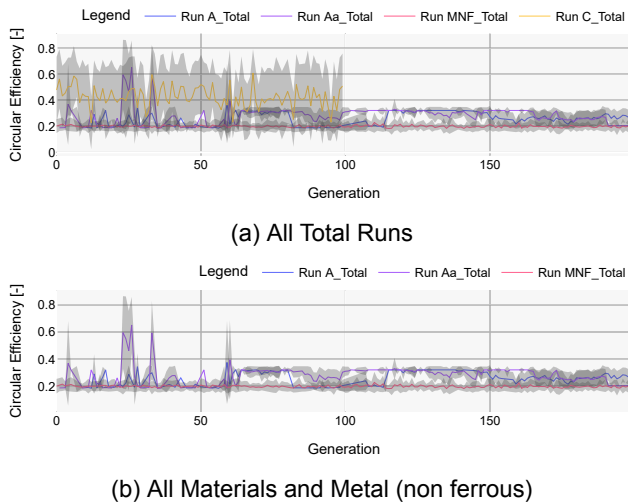 Legend Run A_Total Run Aa_Total Run MNF_Total Run C_Total
Circular Efficiency [-]
0.8
0.6
0.4
0.2
0
0 50 100 150
Generation
(a) All Total Runs
Legend Run A_Total Run Aa_Total Run MNF_Total
Circular Efficiency [-]
0.8
0.6
0.4
0.2
0 50 100 150
Generation
(b) All Materials and Metal (non ferrous)